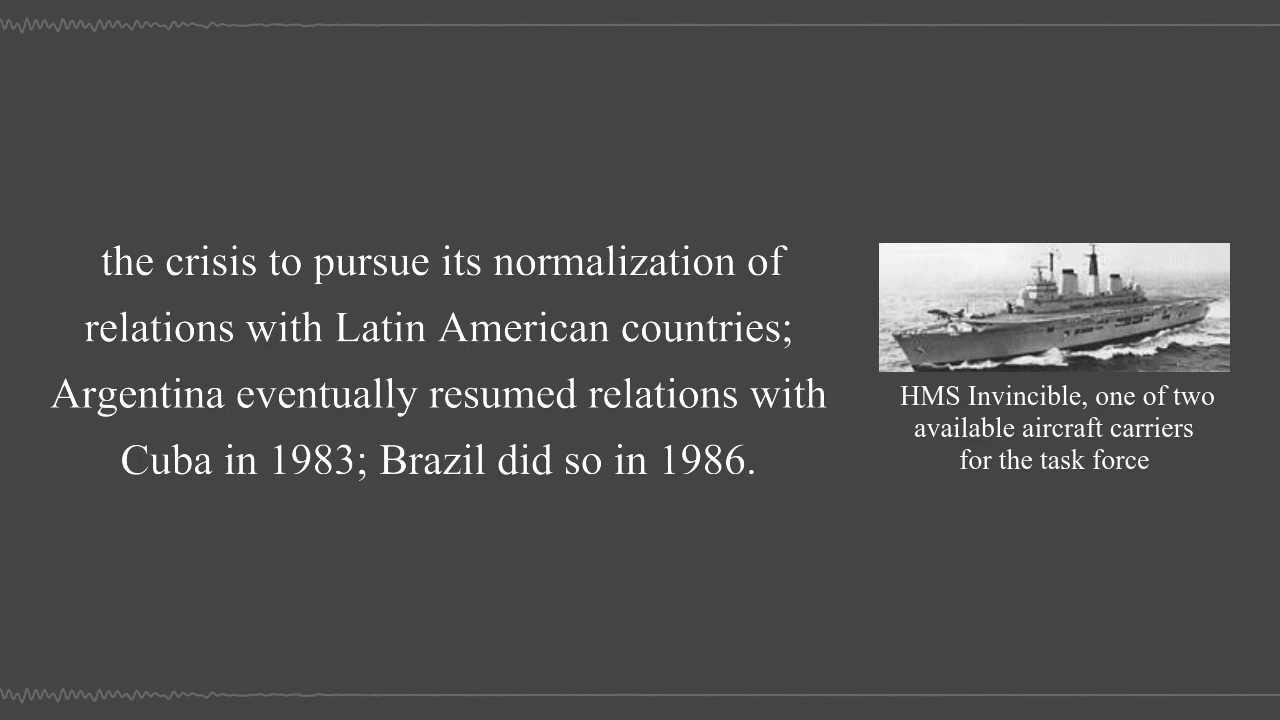 the crisis to pursue its normalization of
relations with Latin American countries;
Argentina eventually resumed relations with
Cuba in 1983; Brazil did so in 1986.
HMS Invincible, one of two
available aircraft carriers
for the task force